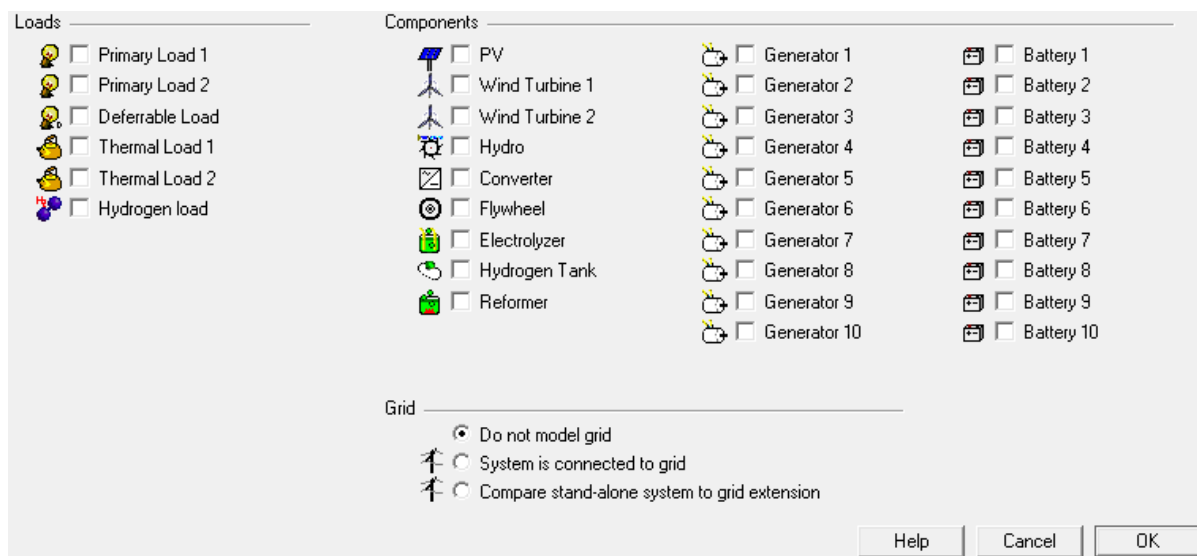 Loads
Primary Load 1
Primary Load 2
Deferrable Load
Thermal Load 1
Thermal Load 2
Hydrogen load
Components
PV
Wind Turbine 1
Wind Turbine 2
Hydro
Converter
Flywheel
Electrolyzer
Hydrogen Tank
Reformer
Generator 1
Generator 2
Generator 3
Generator 4
Generator 5
Generator 6
Generator 7
Generator 8
Generator 9
Generator 10
Battery 1
Battery 2
Battery 3
Battery 4
Battery 5
Battery 6
Battery 7
Battery 8
Battery 9
Battery 10
Grid
Do not model grid
System is connected to grid
Compare stand-alone system to grid extension
Help
Cancel
OK